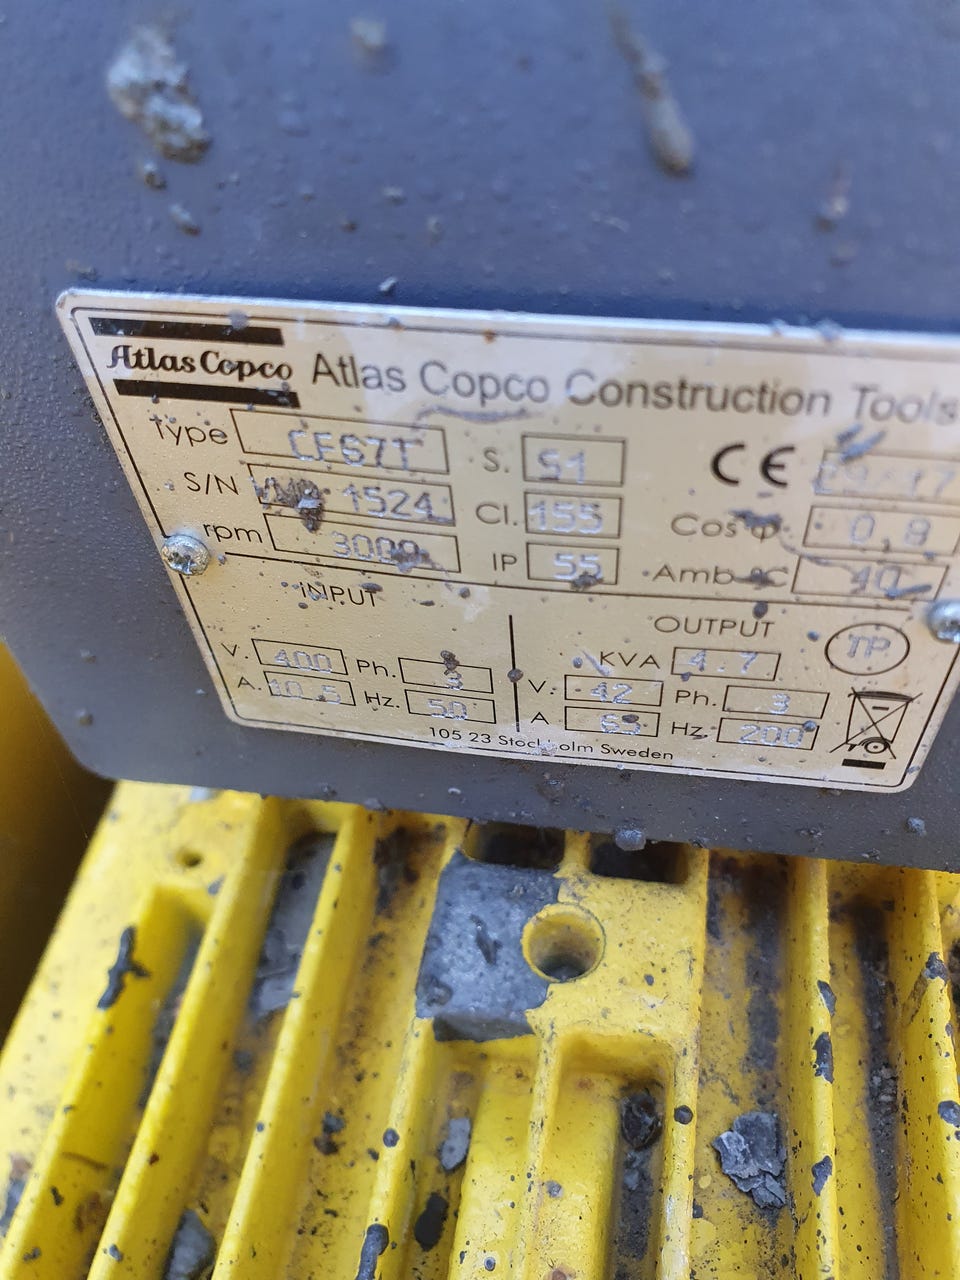 Atlas Copco Atlas Copco Construction Tools
Type CF67T S. S1 CE
S/N 1524 Cl. 155 Cos φ 0,8
rpm 3000 IP 55 Amb °C 40
INPUT OUTPUT
KVA 4.7 TP
V. 400 Ph. 3 V. 42 Ph. 3
A. 10.5 Hz. 50 A 63 Hz. 200
105 23 Stockholm Sweden